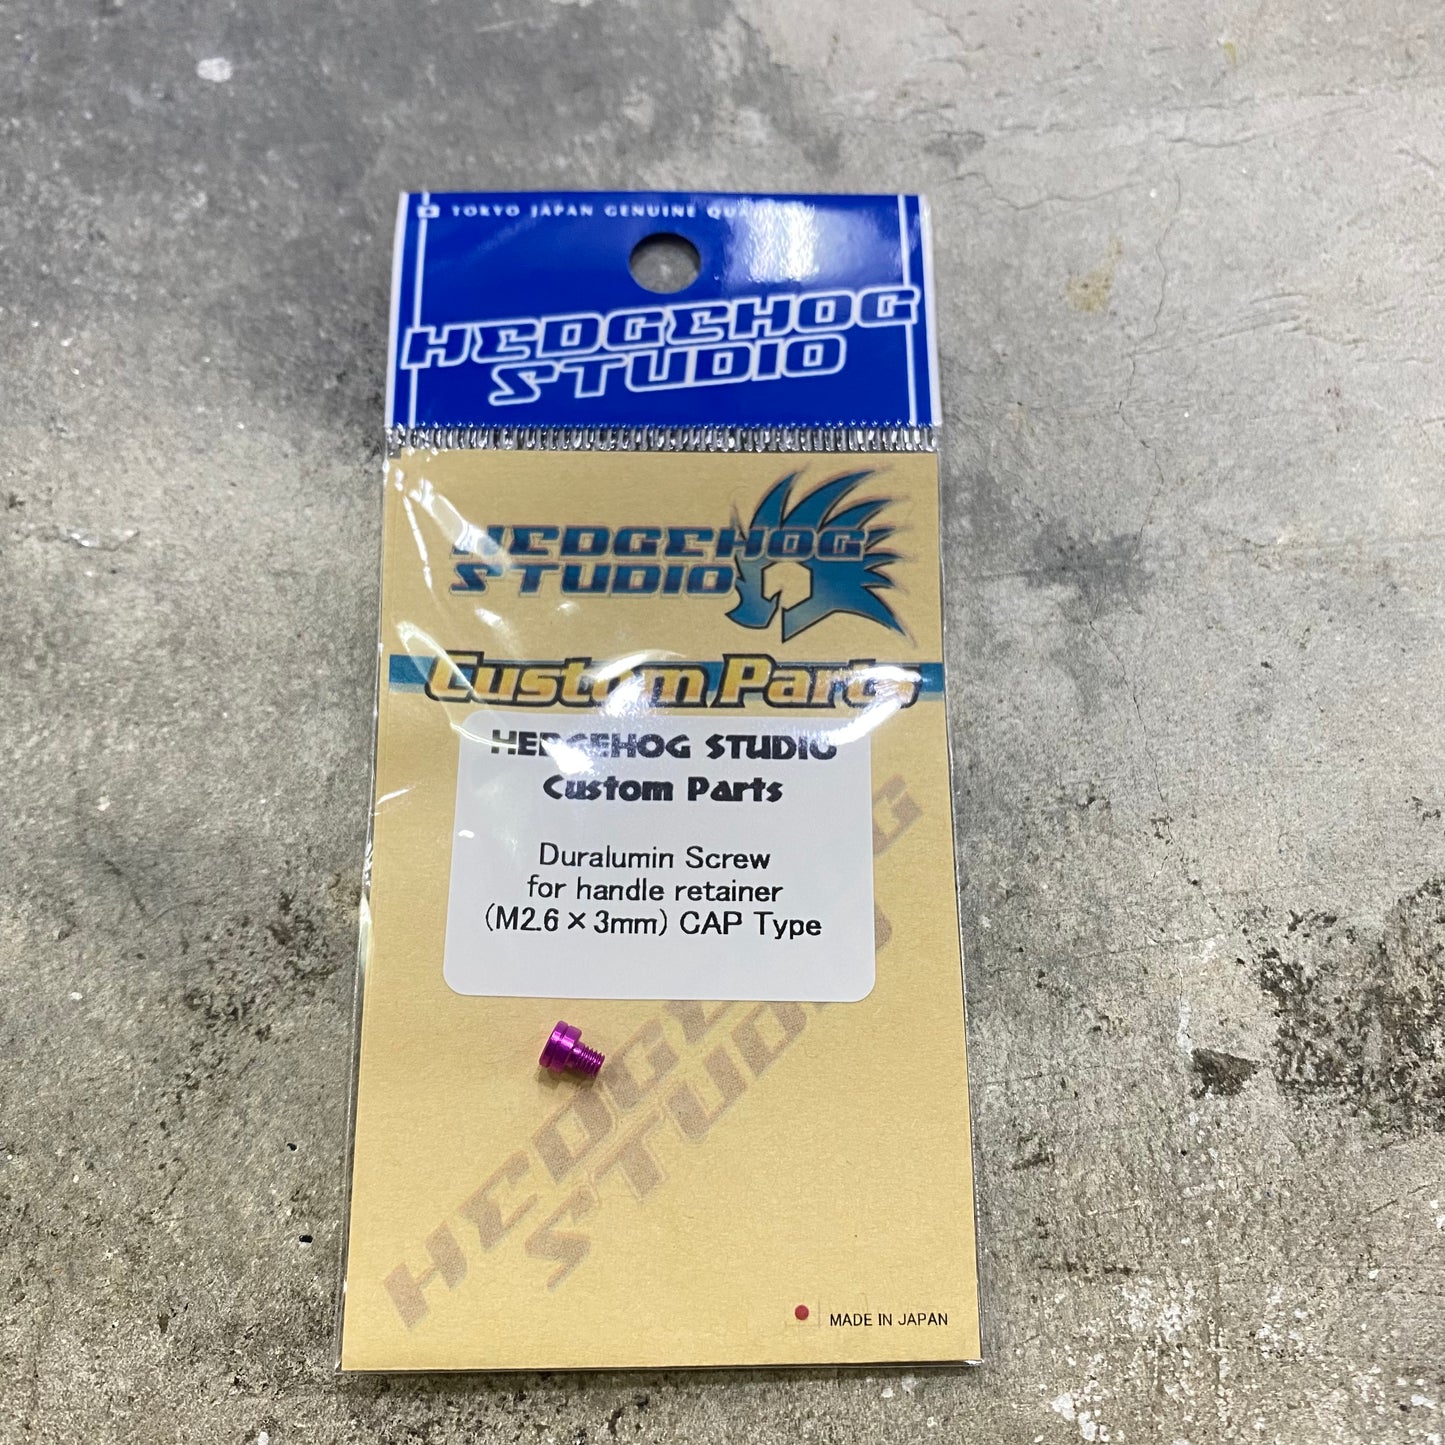 TOKYO JAPAN GENUINE
HEDGEHOG
STUDIO
HEDGEHOG
STUDIO
Custom Parts
HEDGEHOG STUDIO
Custom Parts
Duralumin Screw
for handle retainer
(M2.6×3mm) CAP Type
HEDGEHOG
STUDIO
MADE IN JAPAN